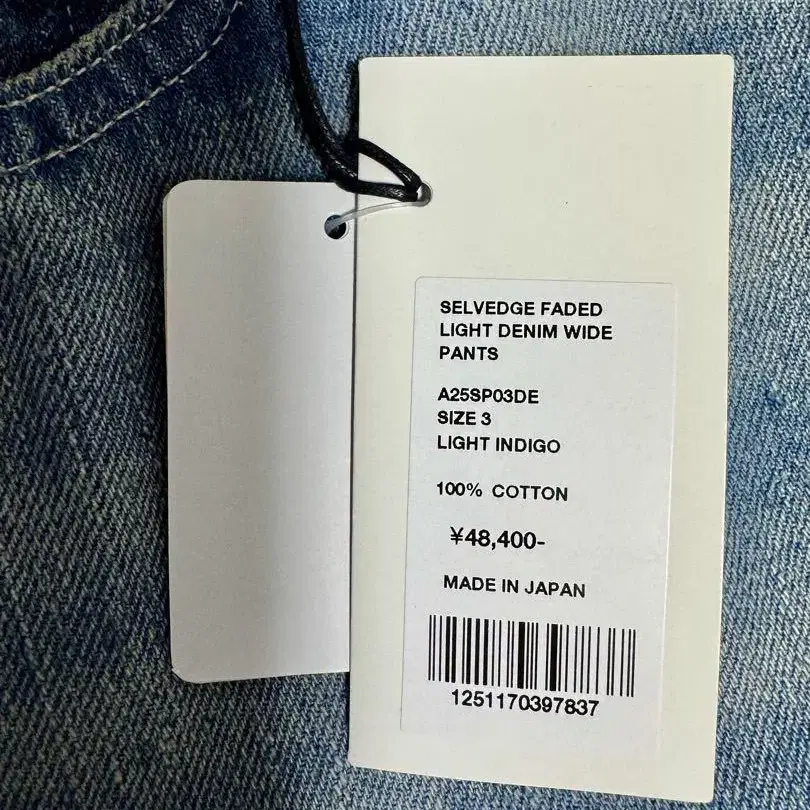 SELVEDGE FADED
LIGHT DENIM WIDE
PANTS
A25SP03DE
SIZE 3
LIGHT INDIGO
100% COTTON
¥48,400-
MADE IN JAPAN
1251170397837